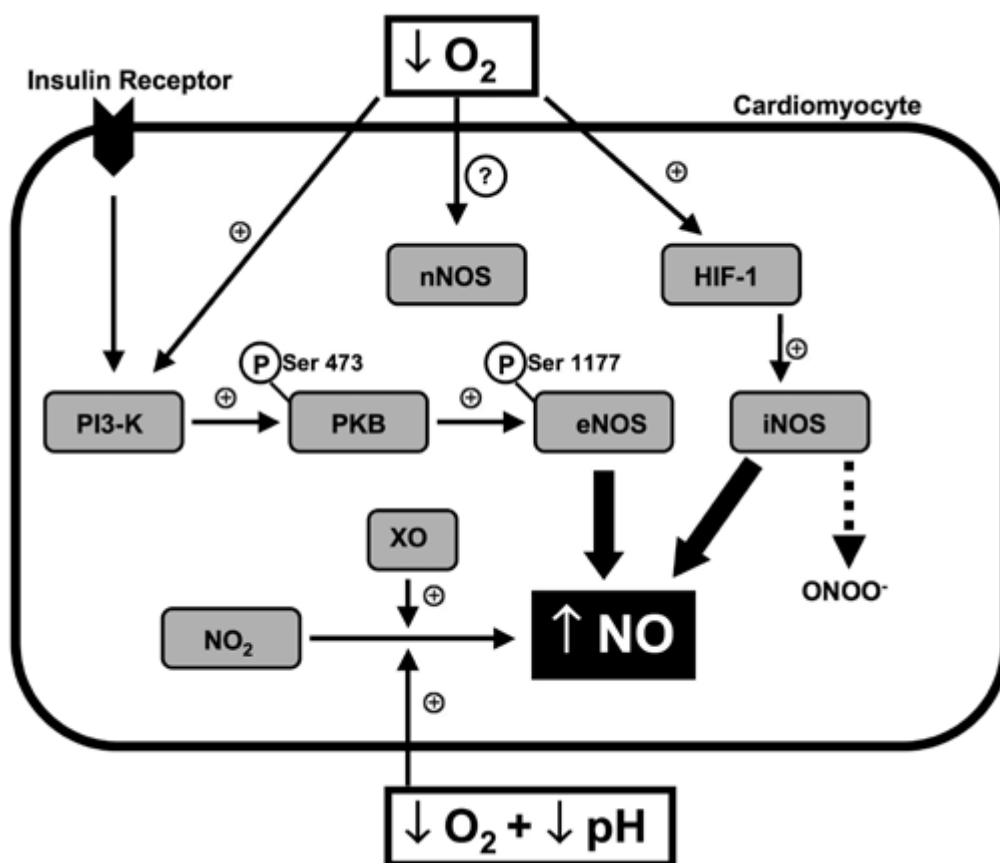 ↓ O₂
Insulin Receptor
Cardiomyocyte
?
⊕
⊕
nNOS
HIF-1
⊕
P Ser 473
P Ser 1177
PI3-K
⊕
PKB
⊕
eNOS
iNOS
XO
⊕
ONOO⁻
NO₂
↑ NO
⊕
↓ O₂ + ↓ pH